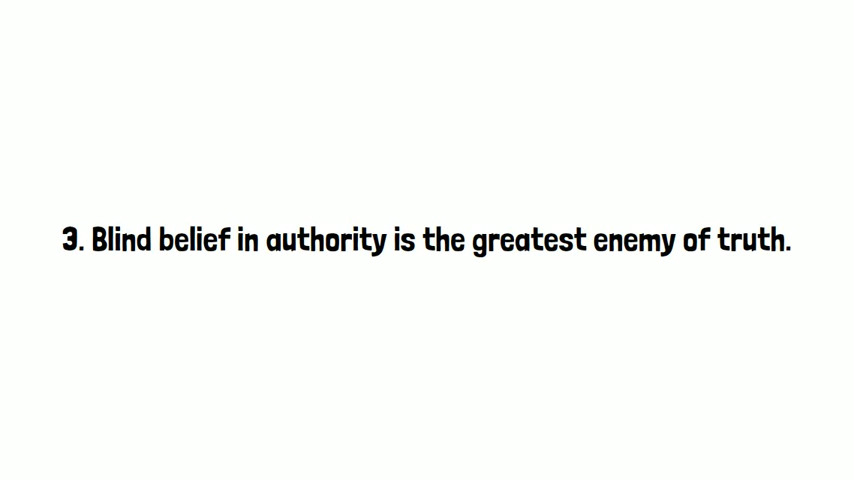 3. Blind belief in authority is the greatest enemy of truth.